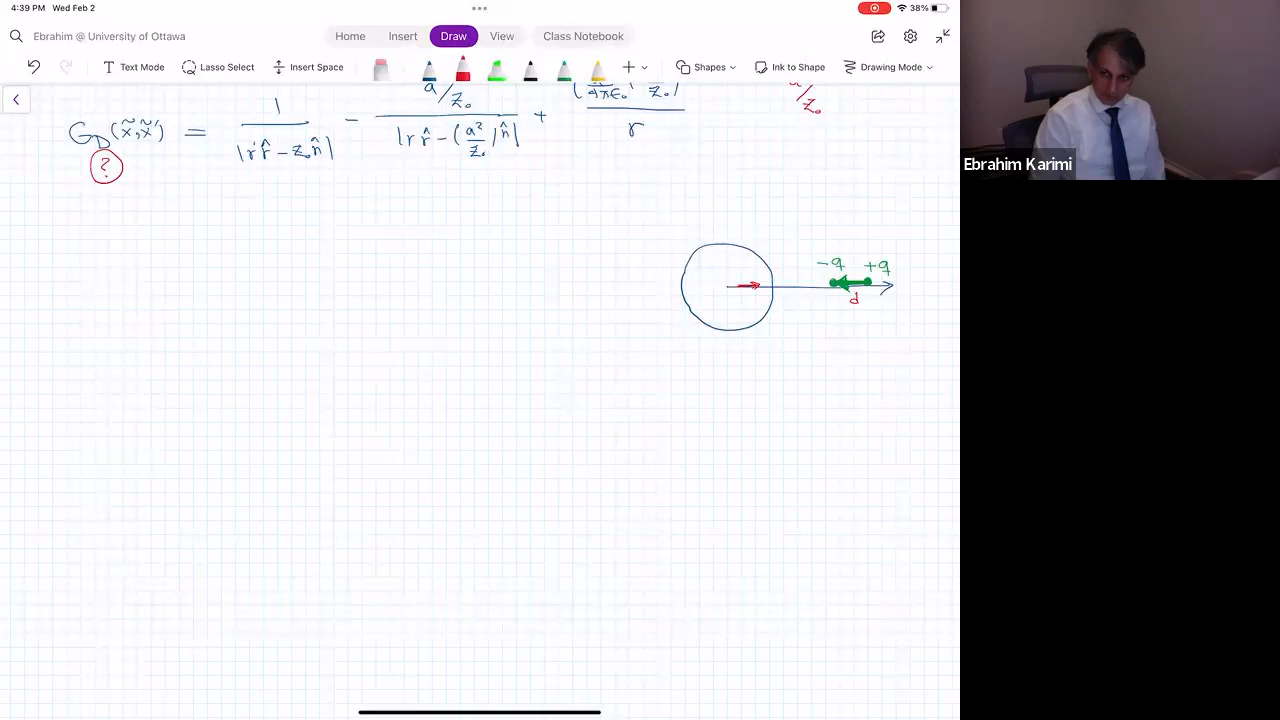 4:39 PM Wed Feb 2
38%
Ebrahim @ University of Ottawa
Home Insert Draw View Class Notebook
Text Mode Lasso Select Insert Space Shapes Ink to Shape Drawing Mode
a/z₀ a/z₀
G_D(x̃,x̃') = 1 / |r r̂ − z₀ n̂| − / |r r̂ − (a²/z₀) n̂| + / r
?
−q +q
d
Ebrahim Karimi